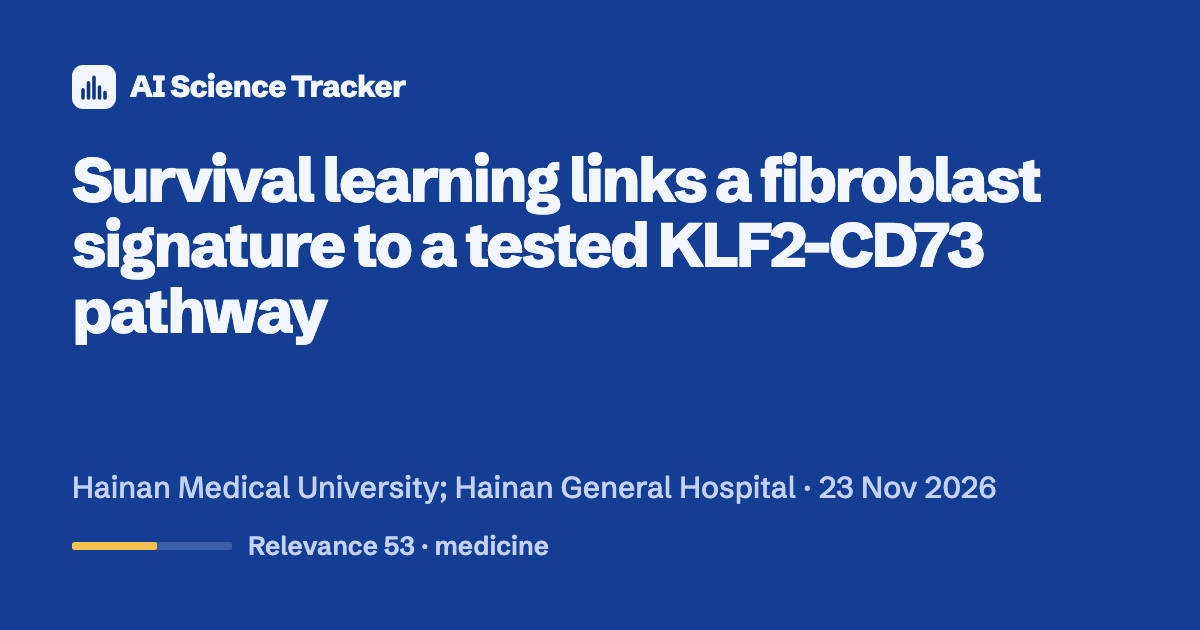 AI Science Tracker
Survival learning links a fibroblast
signature to a tested KLF2-CD73
pathway
Hainan Medical University; Hainan General Hospital · 23 Nov 2026
Relevance 53 · medicine